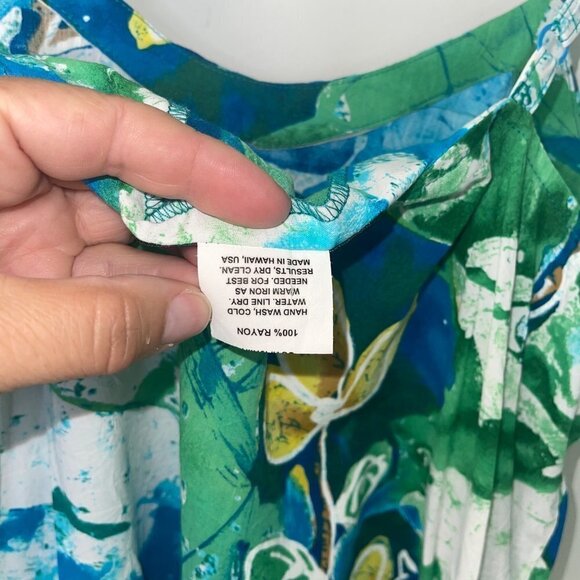 100% RAYON
HAND WASH, COLD
WATER. LINE DRY.
W/ARM IRON AS
NEEDED. FOR BEST
RESULTS, DRY CLEAN.
MADE IN HAWAII, USA